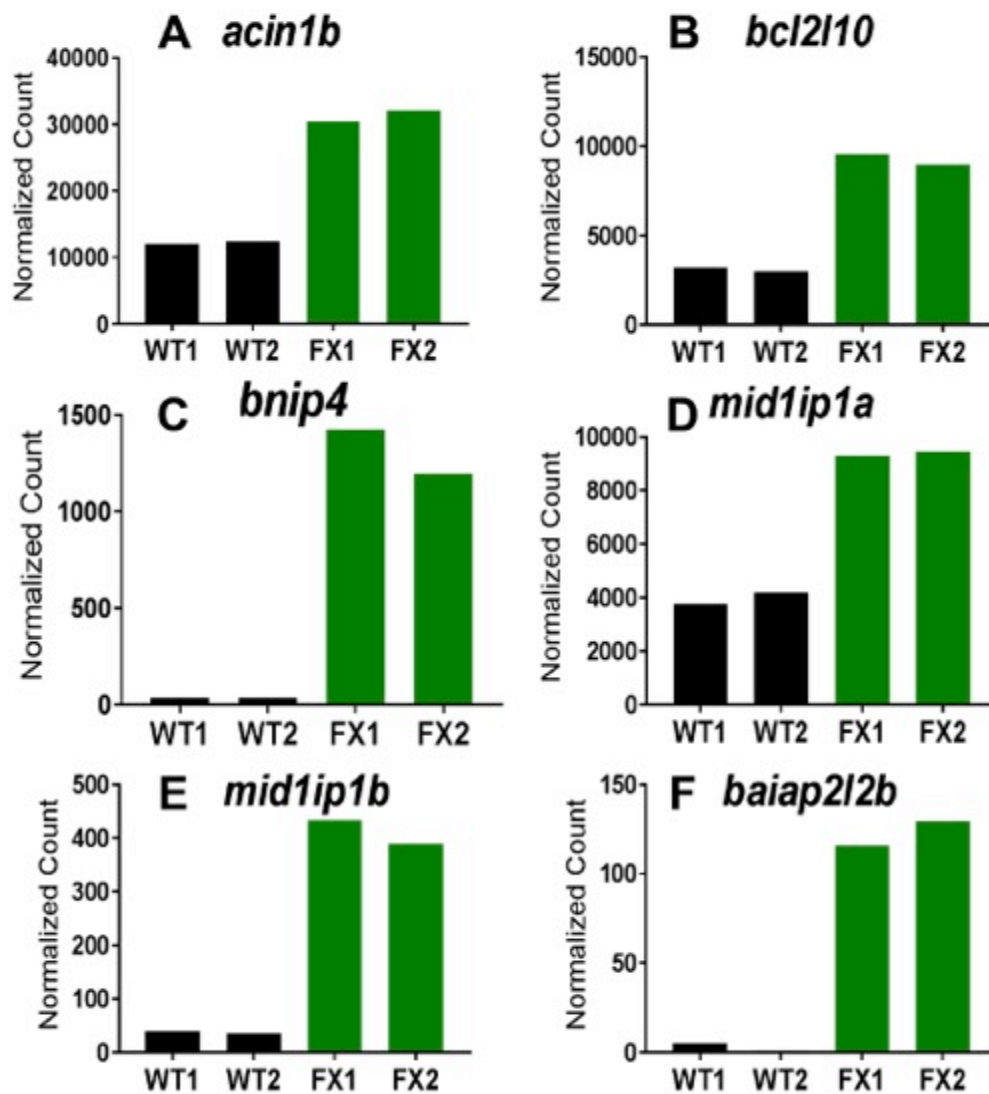 A acin1b
Normalized Count
40000
30000
20000
10000
0
WT1 WT2 FX1 FX2
B bcl2l10
Normalized Count
15000
10000
5000
0
WT1 WT2 FX1 FX2
C bnip4
Normalized Count
1500
1000
500
0
WT1 WT2 FX1 FX2
D mid1ip1a
Normalized Count
10000
8000
6000
4000
2000
0
WT1 WT2 FX1 FX2
E mid1ip1b
Normalized Count
500
400
300
200
100
0
WT1 WT2 FX1 FX2
F baiap2l2b
Normalized Count
150
100
50
0
WT1 WT2 FX1 FX2